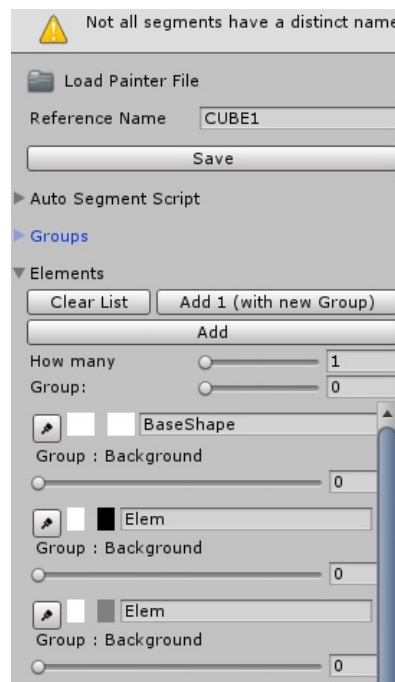 Not all segments have a distinct name
Load Painter File
Reference Name CUBE1
Save
Auto Segment Script
Groups
Elements
Clear List Add 1 (with new Group)
Add
How many 1
Group: 0
BaseShape
Group : Background
0
Elem
Group : Background
0
Elem
Group : Background
0